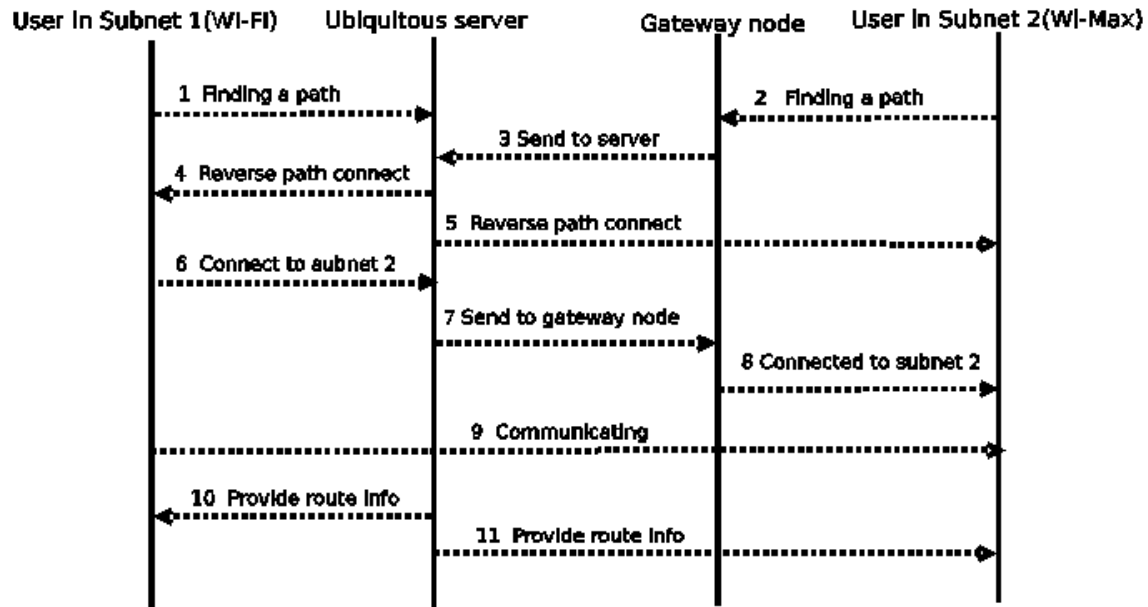 User in Subnet 1(Wi-Fi) Ubiquitous server Gateway node User in Subnet 2(Wi-Max)
1 Finding a path
2 Finding a path
3 Send to server
4 Reverse path connect
5 Reverse path connect
6 Connect to subnet 2
7 Send to gateway node
8 Connected to subnet 2
9 Communicating
10 Provide route info
11 Provide route info